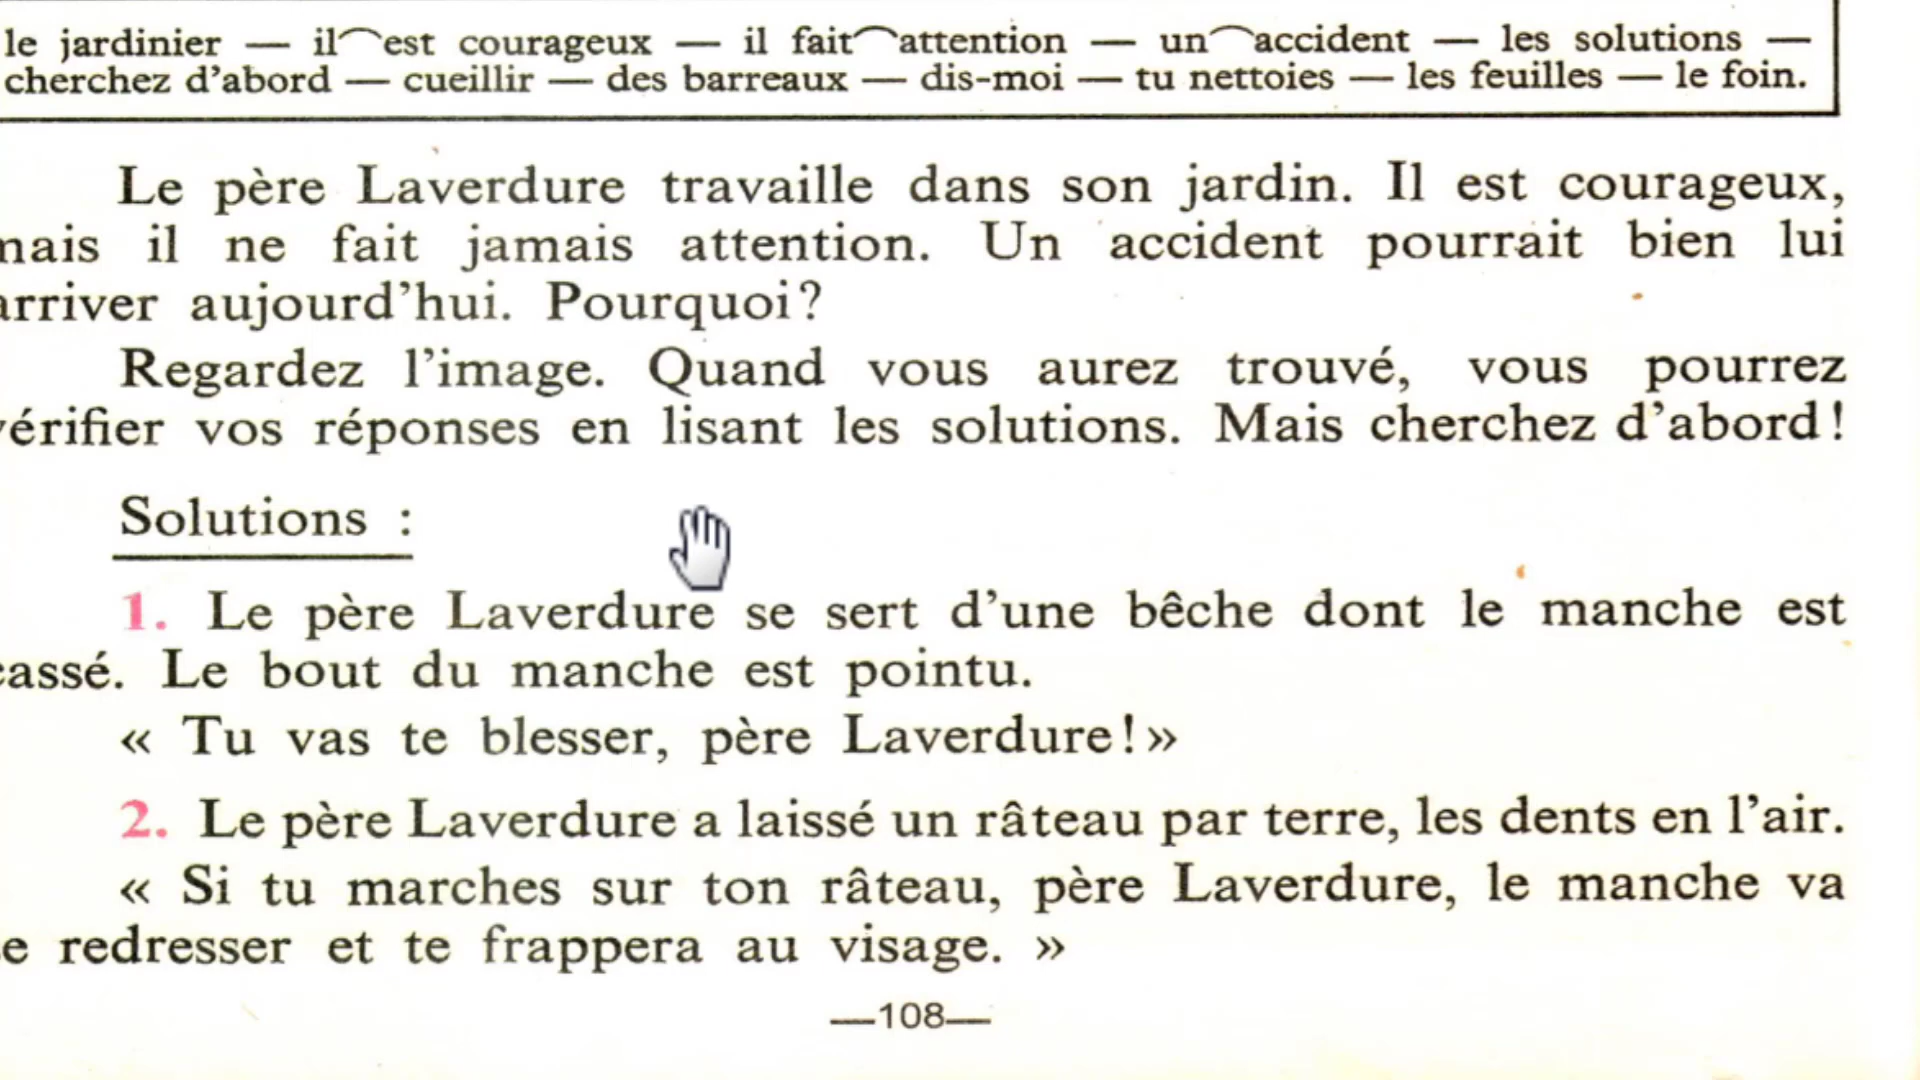 le jardinier — il‿est courageux — il fait‿attention — un‿accident — les solutions —
cherchez d'abord — cueillir — des barreaux — dis-moi — tu nettoies — les feuilles — le foin.
Le père Laverdure travaille dans son jardin. Il est courageux,
mais il ne fait jamais attention. Un accident pourrait bien lui
arriver aujourd'hui. Pourquoi?
Regardez l'image. Quand vous aurez trouvé, vous pourrez
vérifier vos réponses en lisant les solutions. Mais cherchez d'abord!
Solutions :
1. Le père Laverdure se sert d'une bêche dont le manche est
cassé. Le bout du manche est pointu.
« Tu vas te blesser, père Laverdure!»
2. Le père Laverdure a laissé un râteau par terre, les dents en l'air.
« Si tu marches sur ton râteau, père Laverdure, le manche va
se redresser et te frappera au visage. »
—108—